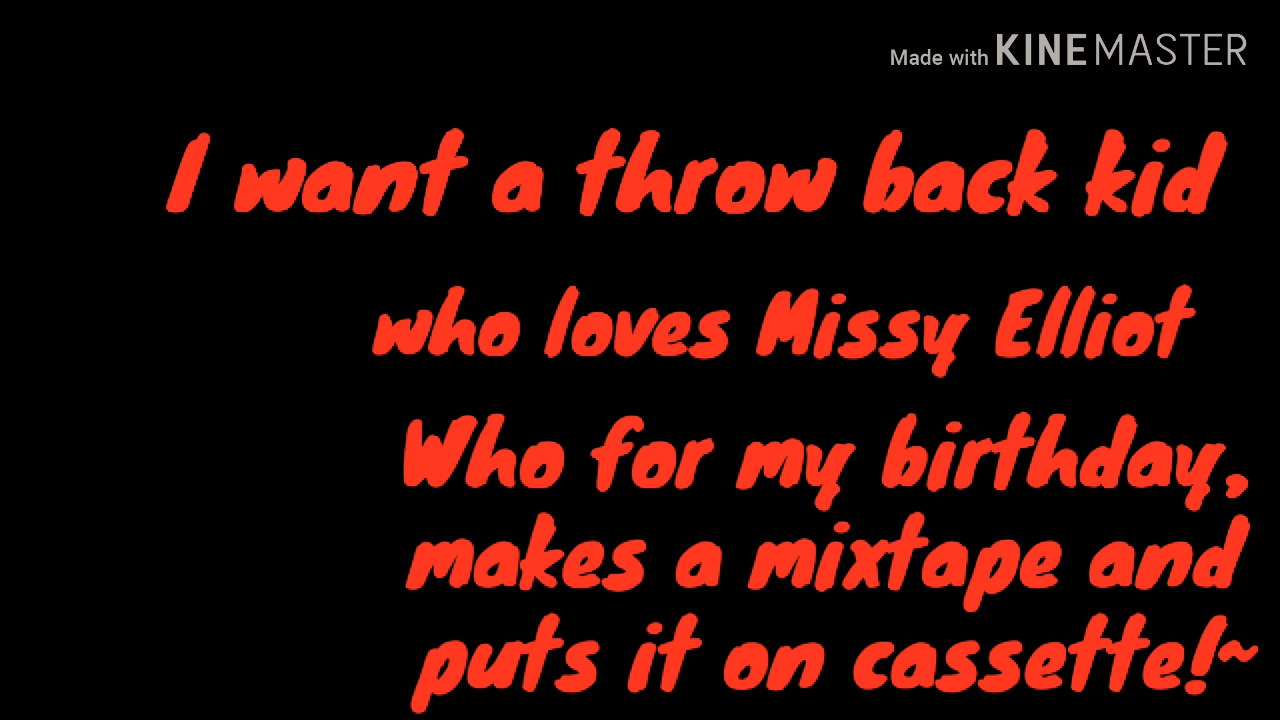 Made with KINEMASTER
I want a throw back kid
who loves Missy Elliot
Who for my birthday,
makes a mixtape and
puts it on cassette!~